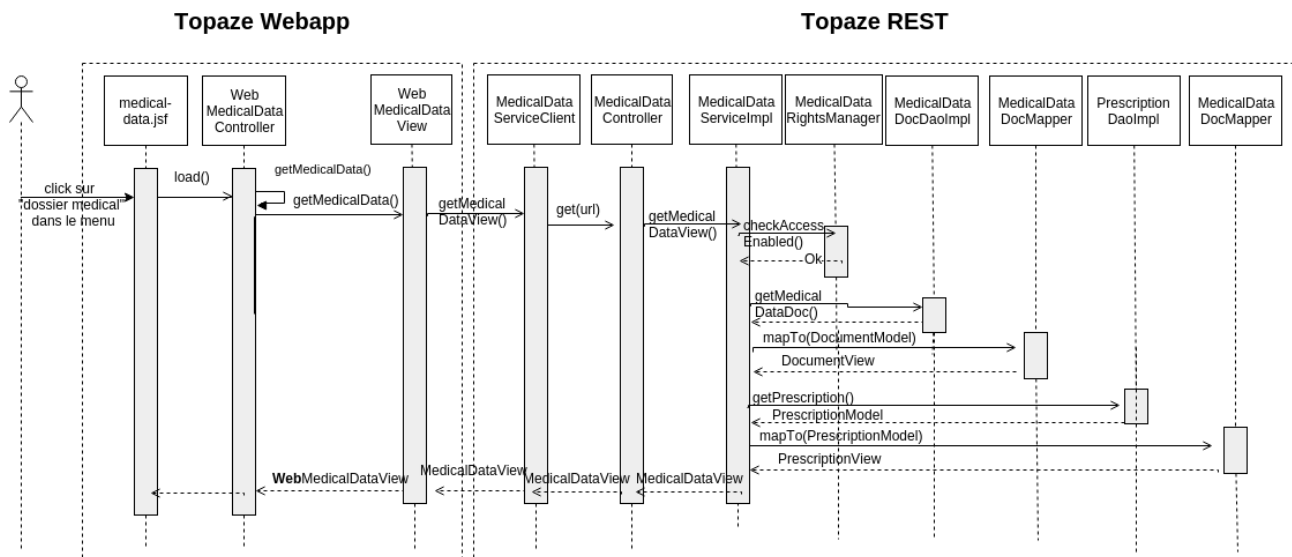 Topaze Webapp
Topaze REST
medical-
data.jsf
Web
MedicalData
Controller
Web
MedicalData
View
MedicalData
ServiceClient
MedicalData
Controller
MedicalData
ServiceImpl
MedicalData
RightsManager
MedicalData
DocDaoImpl
MedicalData
DocMapper
Prescription
DaoImpl
MedicalData
DocMapper
click sur
"dossier medical"
dans le menu
load()
getMedicalData()
getMedicalData()
getMedical
DataView()
get(url)
getMedical
DataView()
checkAccess
Enabled()
Ok
getMedical
DataDoc()
mapTo(DocumentModel)
DocumentView
getPrescription()
PrescriptionModel
mapTo(PrescriptionModel)
PrescriptionView
WebMedicalDataView
MedicalDataView
MedicalDataView
MedicalDataView